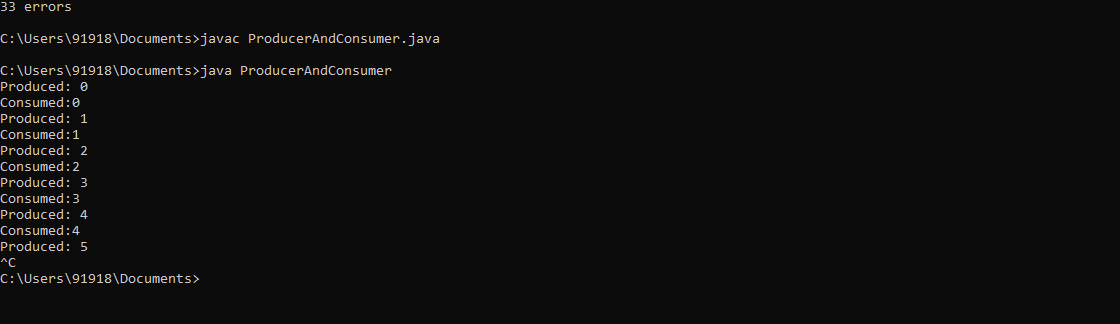 33 errors
C:\Users\91918\Documents>javac ProducerAndConsumer.java
C:\Users\91918\Documents>java ProducerAndConsumer
Produced: 0
Consumed:0
Produced: 1
Consumed:1
Produced: 2
Consumed:2
Produced: 3
Consumed:3
Produced: 4
Consumed:4
Produced: 5
^C
C:\Users\91918\Documents>